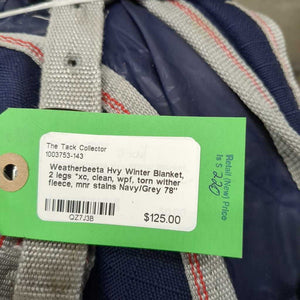 The Tack Collector
1003753-143
Weatherbeeta Hvy Winter Blanket,
2 legs "xc, clean, wpf, torn wither
fleece, mnr stains Navy/Grey 78"
QZ7J3B
$125.00
Retail (New) Price
is $ 220